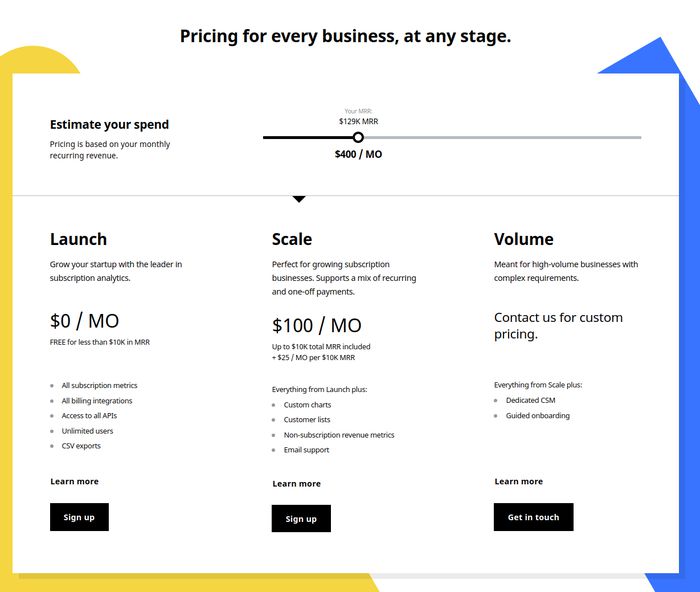 Pricing for every business, at any stage.
Estimate your spend
Pricing is based on your monthly
recurring revenue.
Your MRR:
$129K MRR
$400 / MO
Launch
Grow your startup with the leader in
subscription analytics.
$0 / MO
FREE for less than $10K in MRR
All subscription metrics
All billing integrations
Access to all APIs
Unlimited users
CSV exports
Learn more
Sign up
Scale
Perfect for growing subscription
businesses. Supports a mix of recurring
and one-off payments.
$100 / MO
Up to $10K total MRR included
+ $25 / MO per $10K MRR
Everything from Launch plus:
Custom charts
Customer lists
Non-subscription revenue metrics
Email support
Learn more
Sign up
Volume
Meant for high-volume businesses with
complex requirements.
Contact us for custom
pricing.
Everything from Scale plus:
Dedicated CSM
Guided onboarding
Learn more
Get in touch